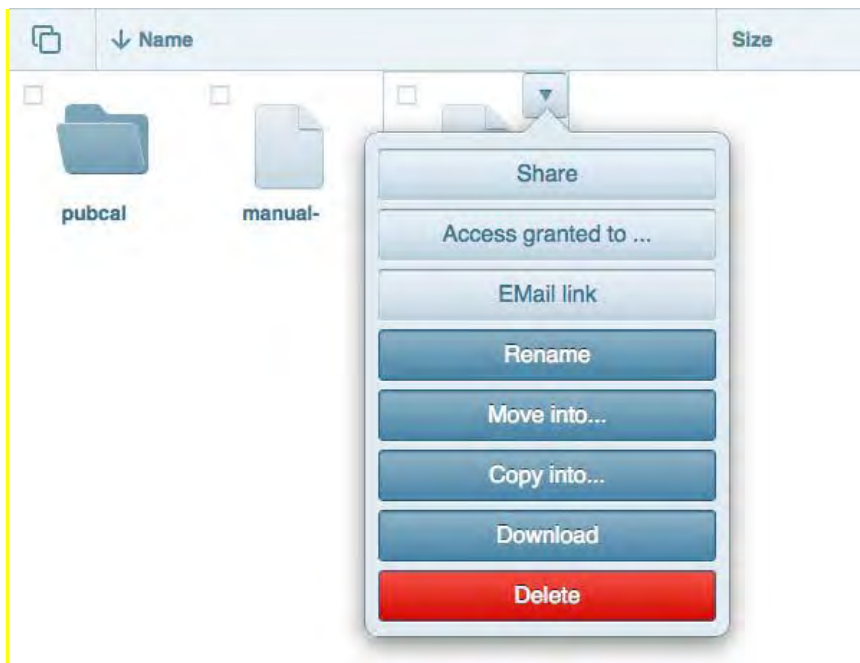 Name
Size
pubcal
manual-
Share
Access granted to ...
EMail link
Rename
Move into...
Copy into...
Download
Delete